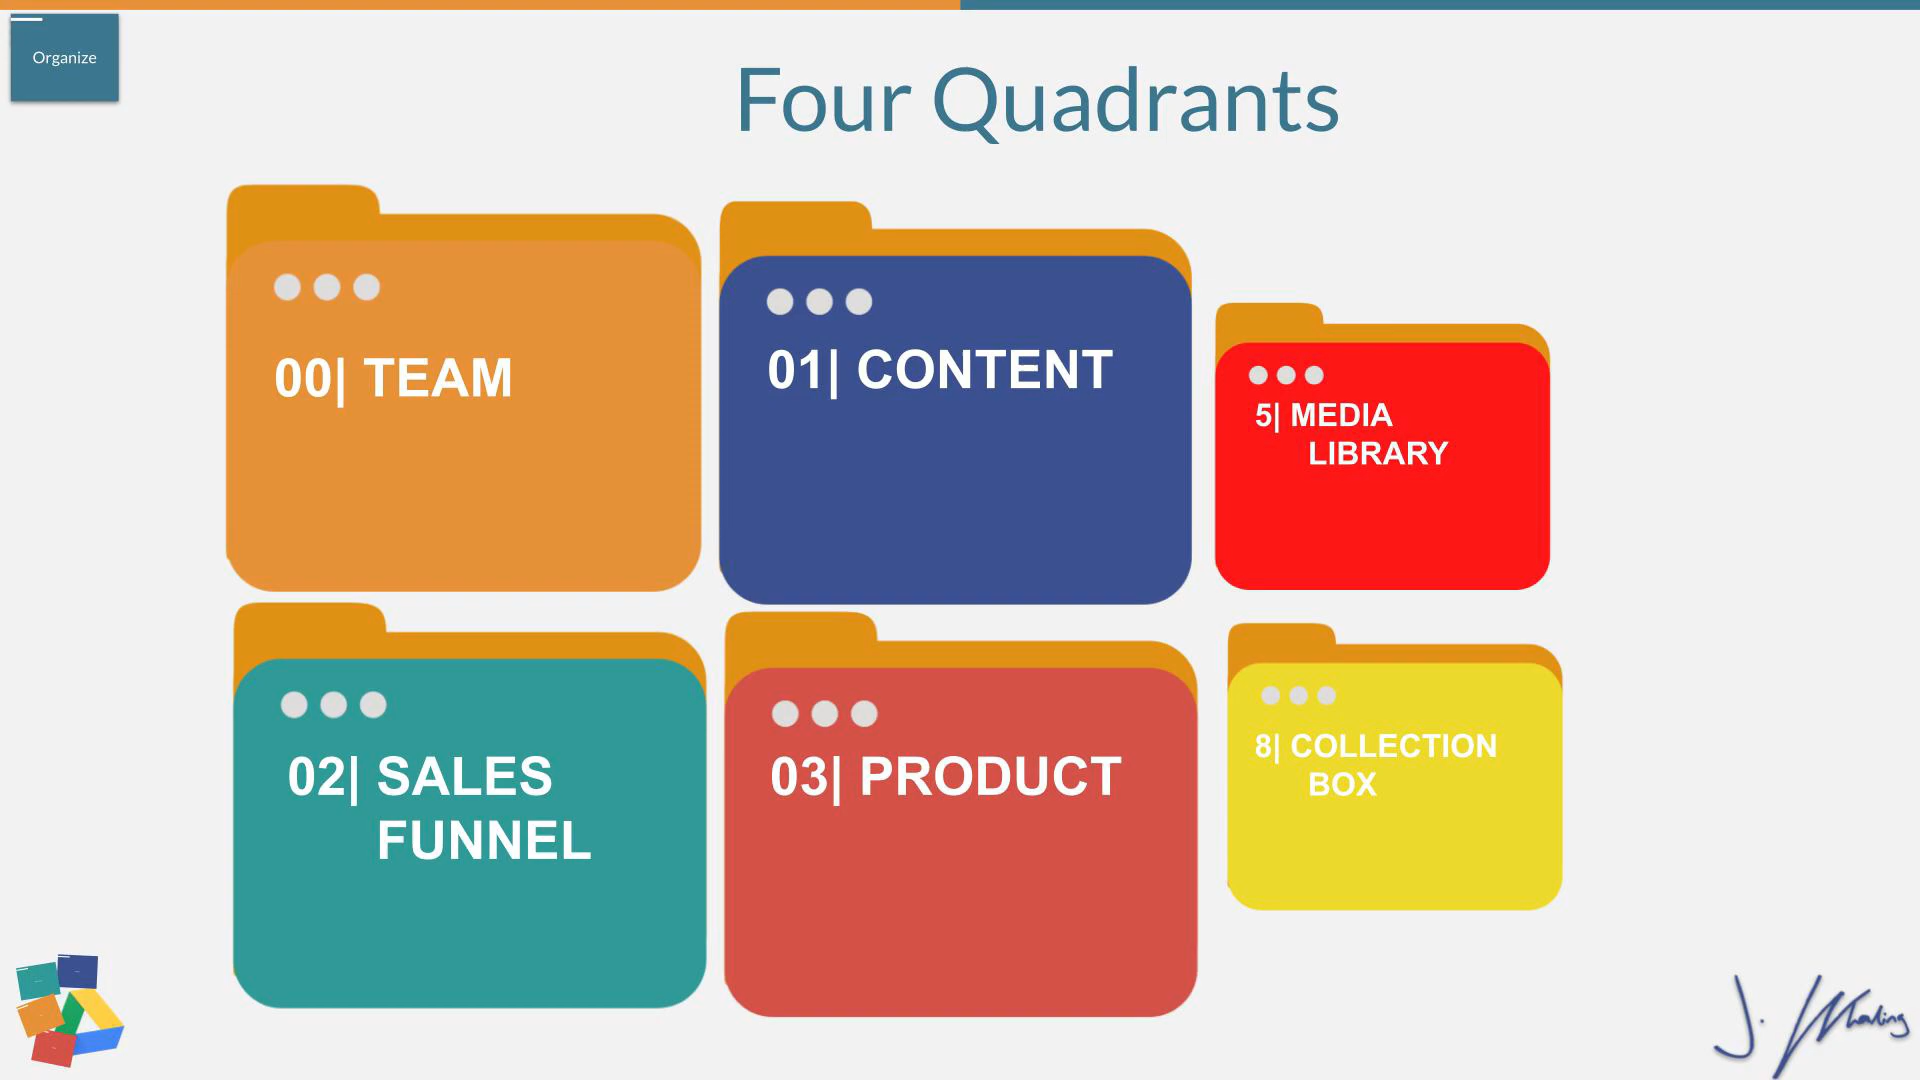 Organize
Four Quadrants
00| TEAM
01| CONTENT
5| MEDIA
LIBRARY
02| SALES
FUNNEL
03| PRODUCT
8| COLLECTION
BOX